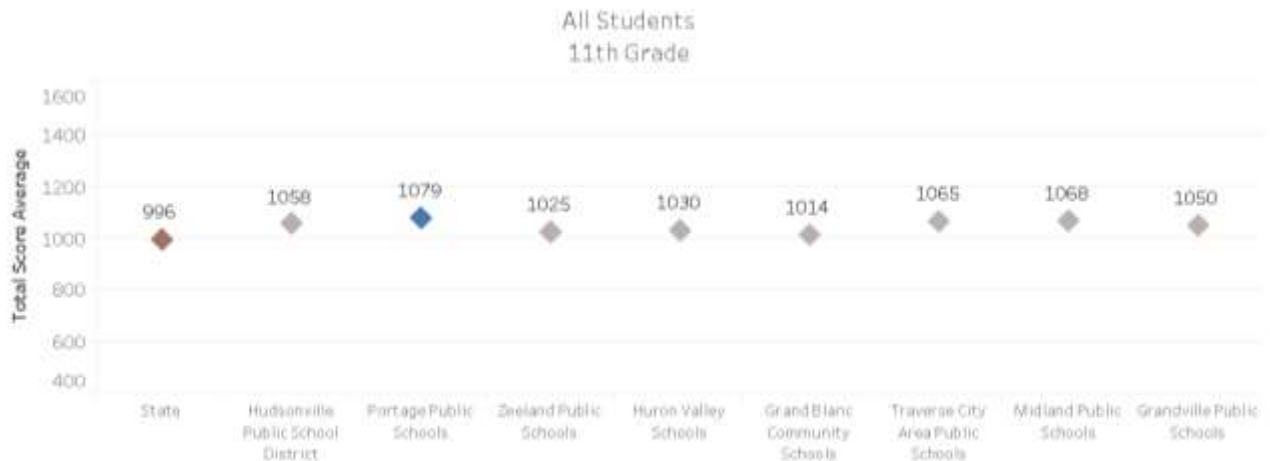 All Students
11th Grade
Total Score Average
1600
1400
1200
1000
800
600
400
996
1058
1079
1025
1030
1014
1065
1068
1050
State
Hudsonville
Public School
District
Portage Public
Schools
Zeeland Public
Schools
Huron Valley
Schools
Grand Blanc
Community
Schools
Traverse City
Area Public
Schools
Midland Public
Schools
Grandville Public
Schools